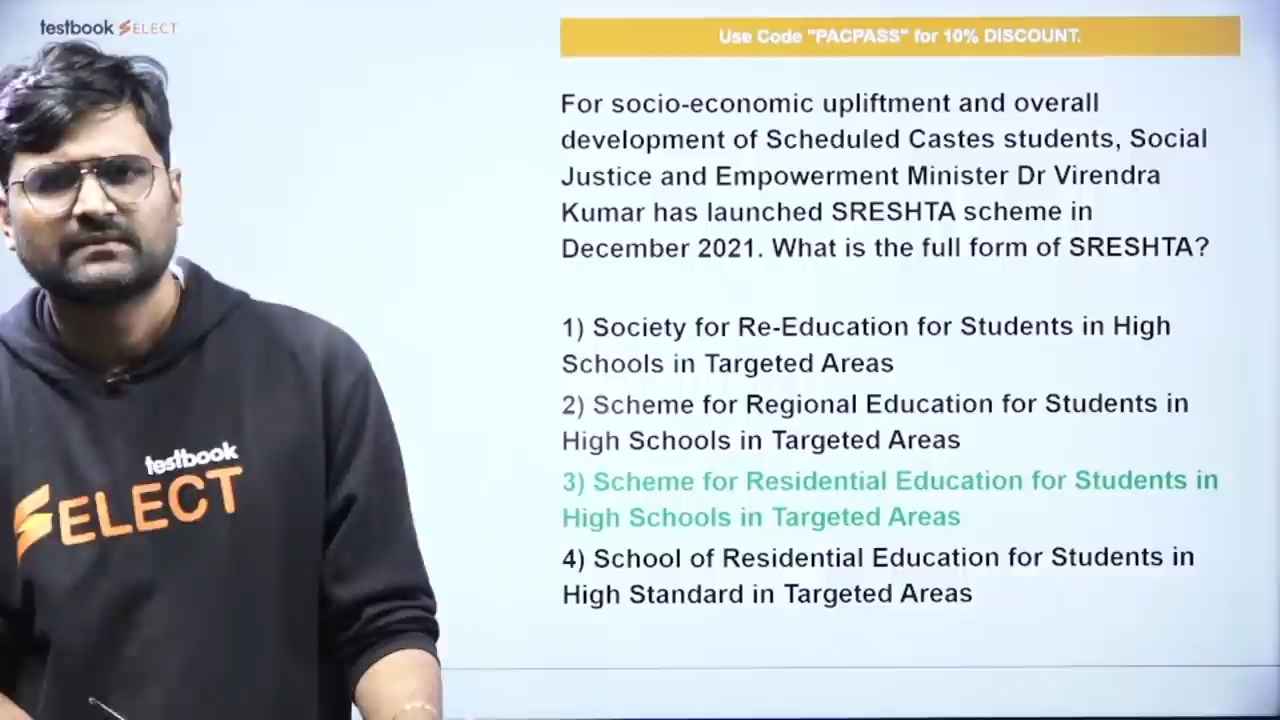 testbook SELECT
Use Code "PACPASS" for 10% DISCOUNT.
For socio-economic upliftment and overall
development of Scheduled Castes students, Social
Justice and Empowerment Minister Dr Virendra
Kumar has launched SRESHTA scheme in
December 2021. What is the full form of SRESHTA?
1) Society for Re-Education for Students in High
Schools in Targeted Areas
2) Scheme for Regional Education for Students in
High Schools in Targeted Areas
3) Scheme for Residential Education for Students in
High Schools in Targeted Areas
4) School of Residential Education for Students in
High Standard in Targeted Areas
testbook
SELECT